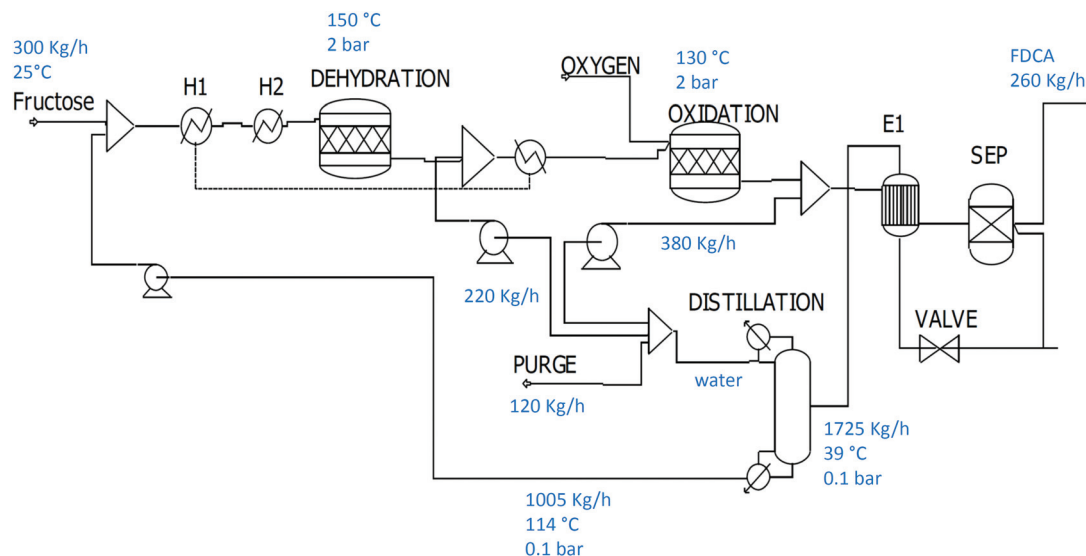 300 Kg/h
25°C
Fructose
H1
H2
150 °C
2 bar
DEHYDRATION
OXYGEN
130 °C
2 bar
OXIDATION
E1
FDCA
260 Kg/h
SEP
380 Kg/h
220 Kg/h
DISTILLATION
VALVE
PURGE
120 Kg/h
water
1725 Kg/h
39 °C
0.1 bar
1005 Kg/h
114 °C
0.1 bar